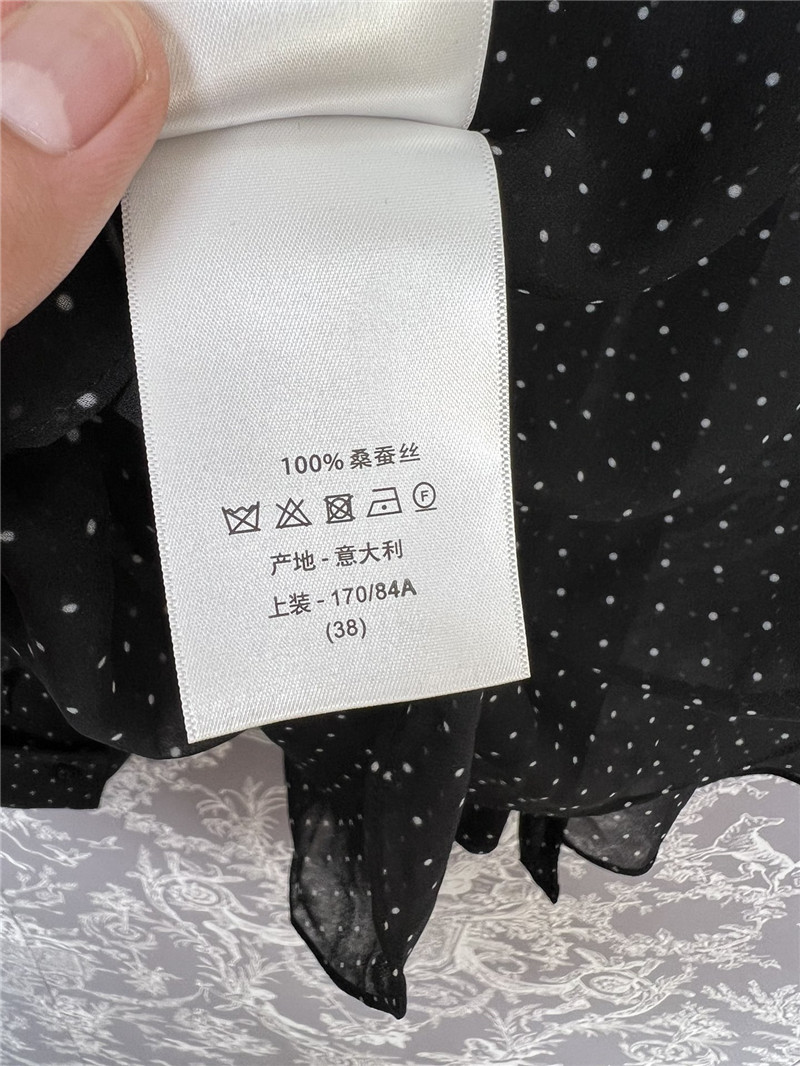 100% 桑蚕丝
F
产地 - 意大利
上装 - 170/84A
(38)